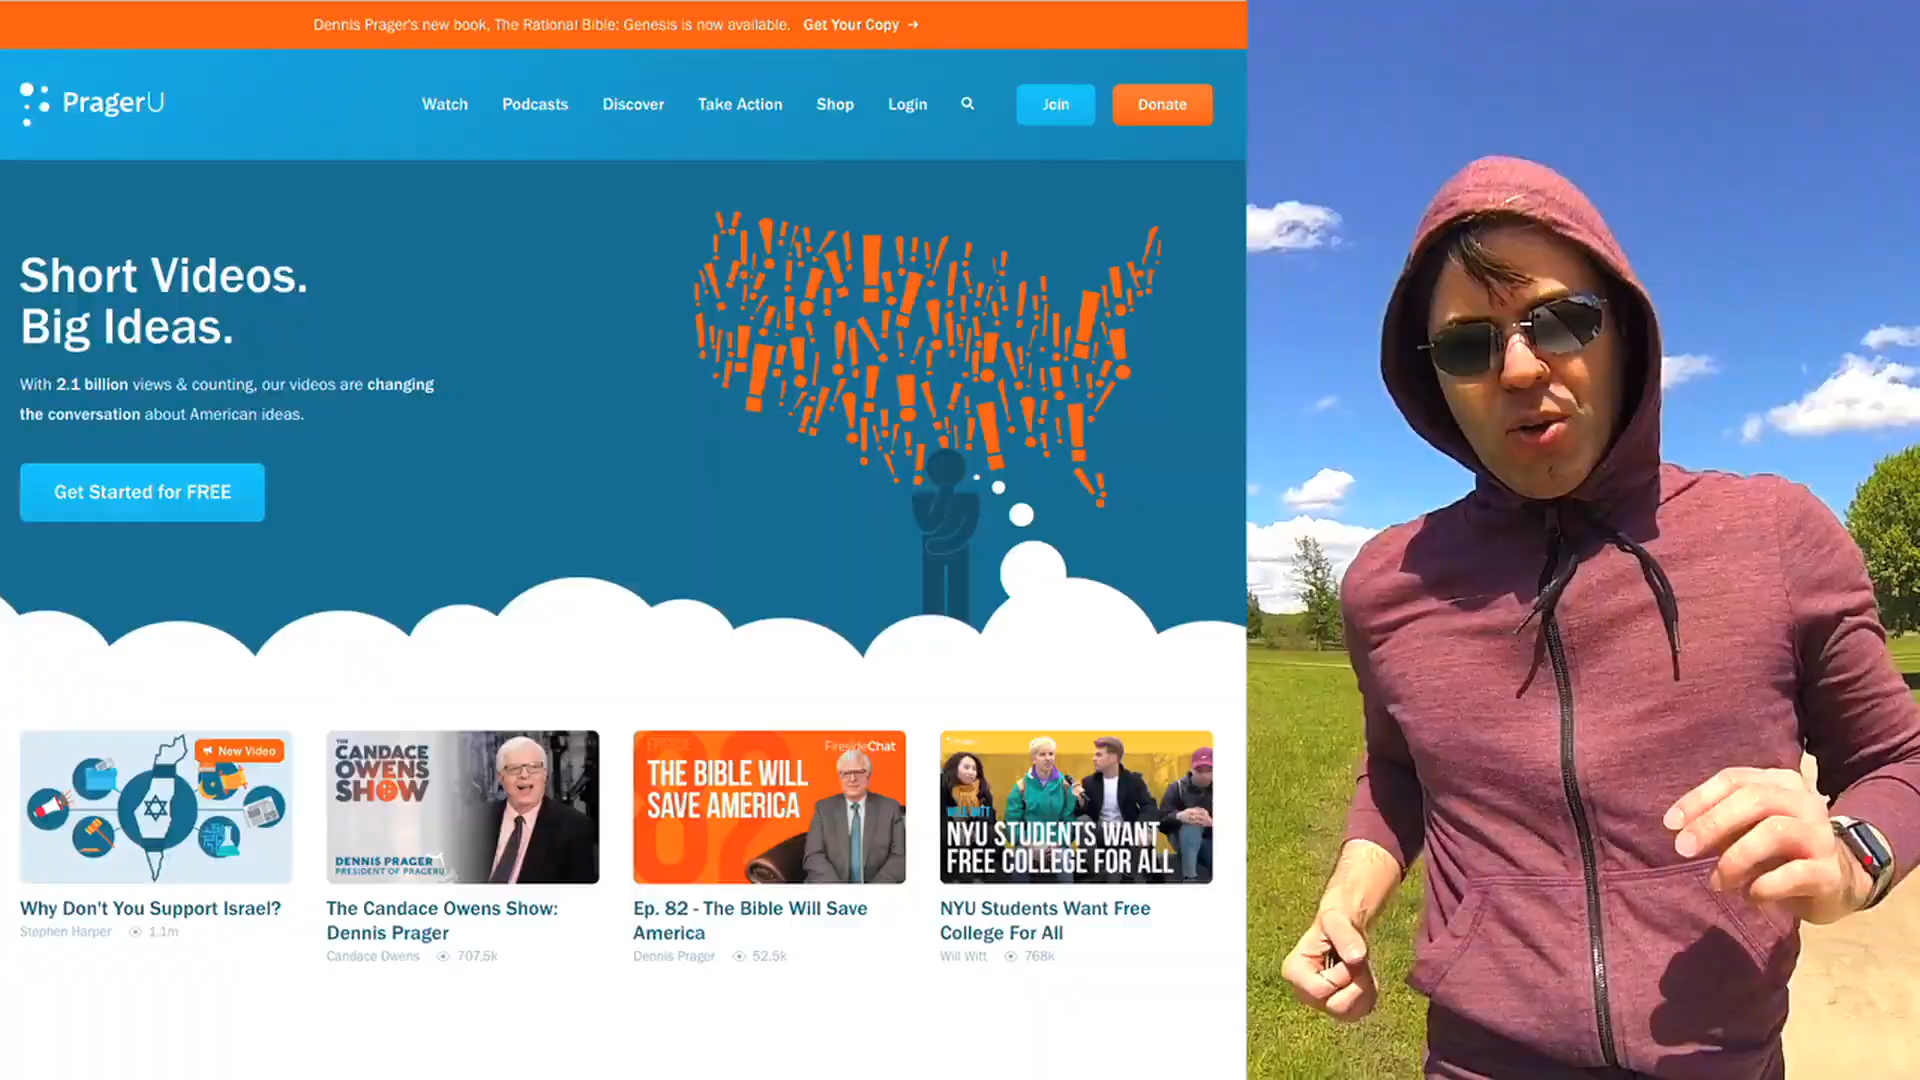 Dennis Prager's new book, The Rational Bible: Genesis is now available. Get Your Copy →
PragerU
Watch
Podcasts
Discover
Take Action
Shop
Login
Join
Donate
Short Videos.
Big Ideas.
With 2.1 billion views & counting, our videos are changing
the conversation about American ideas.
Get Started for FREE
New Video
Why Don't You Support Israel?
Stephen Harper 1.1m
THE
CANDACE
OWENS
SHOW
DENNIS PRAGER
PRESIDENT OF PRAGERU
The Candace Owens Show:
Dennis Prager
Candace Owens 707.5k
EPISODE
82
FiresideChat
THE BIBLE WILL
SAVE AMERICA
Ep. 82 - The Bible Will Save
America
Dennis Prager 52.5k
WILL WITT
NYU STUDENTS WANT
FREE COLLEGE FOR ALL
NYU Students Want Free
College For All
Will Witt 768k